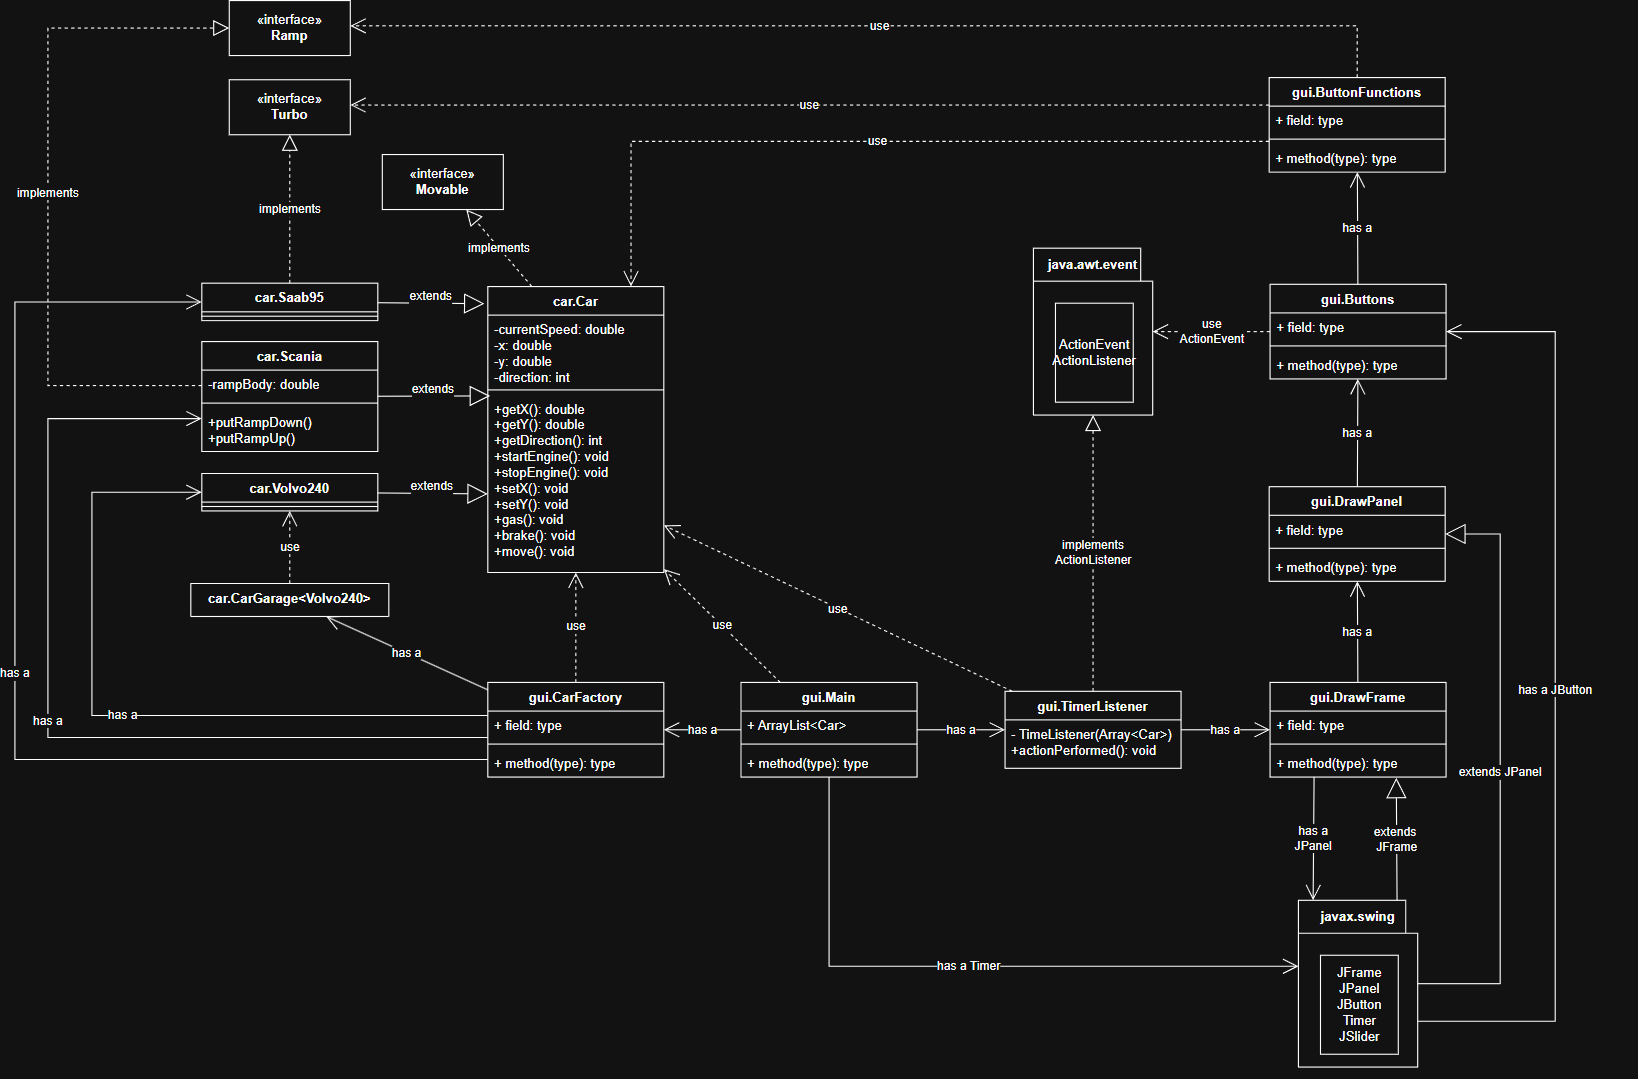 «interface»
Ramp
use
«interface»
Turbo
use
gui.ButtonFunctions
+ field: type
+ method(type): type
use
«interface»
Movable
implements
implements
implements
has a
java.awt.event
ActionEvent
ActionListener
use
ActionEvent
gui.Buttons
+ field: type
+ method(type): type
car.Saab95
extends
car.Car
-currentSpeed: double
-x: double
-y: double
-direction: int
+getX(): double
+getY(): double
+getDirection(): int
+startEngine(): void
+stopEngine(): void
+setX(): void
+setY(): void
+gas(): void
+brake(): void
+move(): void
car.Scania
-rampBody: double
+putRampDown()
+putRampUp()
extends
car.Volvo240
extends
use
car.CarGarage<Volvo240>
has a
has a
gui.DrawPanel
+ field: type
+ method(type): type
implements
ActionListener
use
use
use
has a
has a
has a
has a
gui.CarFactory
+ field: type
+ method(type): type
has a
gui.Main
+ ArrayList<Car>
+ method(type): type
has a
gui.TimerListener
- TimeListener(Array<Car>)
+actionPerformed(): void
has a
gui.DrawFrame
+ field: type
+ method(type): type
has a JButton
extends JPanel
has a
JPanel
extends
JFrame
has a Timer
javax.swing
JFrame
JPanel
JButton
Timer
JSlider